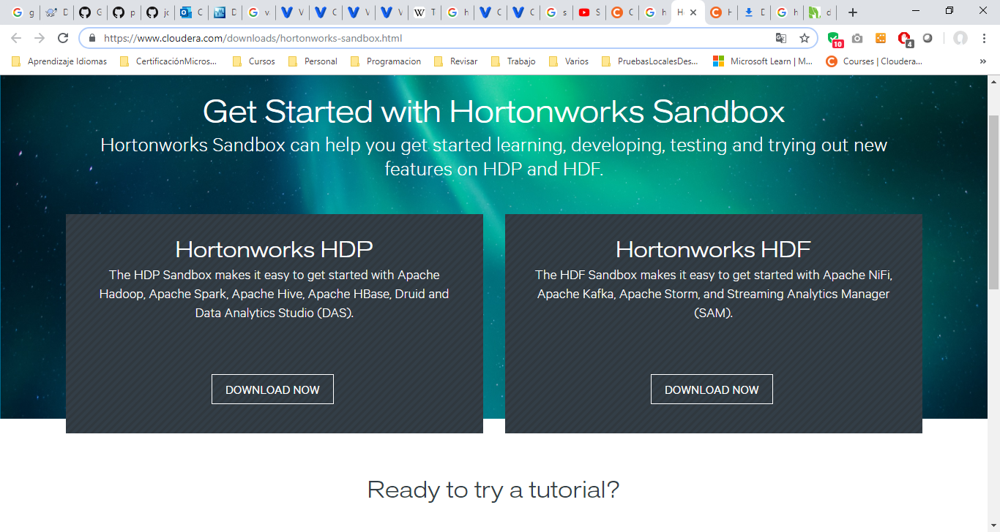 g
D
G
p
jo
O
D
v
V
C
V
V
T
h
C
C
s
S
C
h
H
H
D
h
d
https://www.cloudera.com/downloads/hortonworks-sandbox.html
10
4
Aprendizaje Idiomas
CertificaciónMicros...
Cursos
Personal
Programacion
Revisar
Trabajo
Varios
PruebasLocalesDes...
Microsoft Learn | M...
Courses | Cloudera...
»
Get Started with Hortonworks Sandbox
Hortonworks Sandbox can help you get started learning, developing, testing and trying out new
features on HDP and HDF.
Hortonworks HDP
The HDP Sandbox makes it easy to get started with Apache
Hadoop, Apache Spark, Apache Hive, Apache HBase, Druid and
Data Analytics Studio (DAS).
DOWNLOAD NOW
Hortonworks HDF
The HDF Sandbox makes it easy to get started with Apache NiFi,
Apache Kafka, Apache Storm, and Streaming Analytics Manager
(SAM).
DOWNLOAD NOW
Ready to try a tutorial?